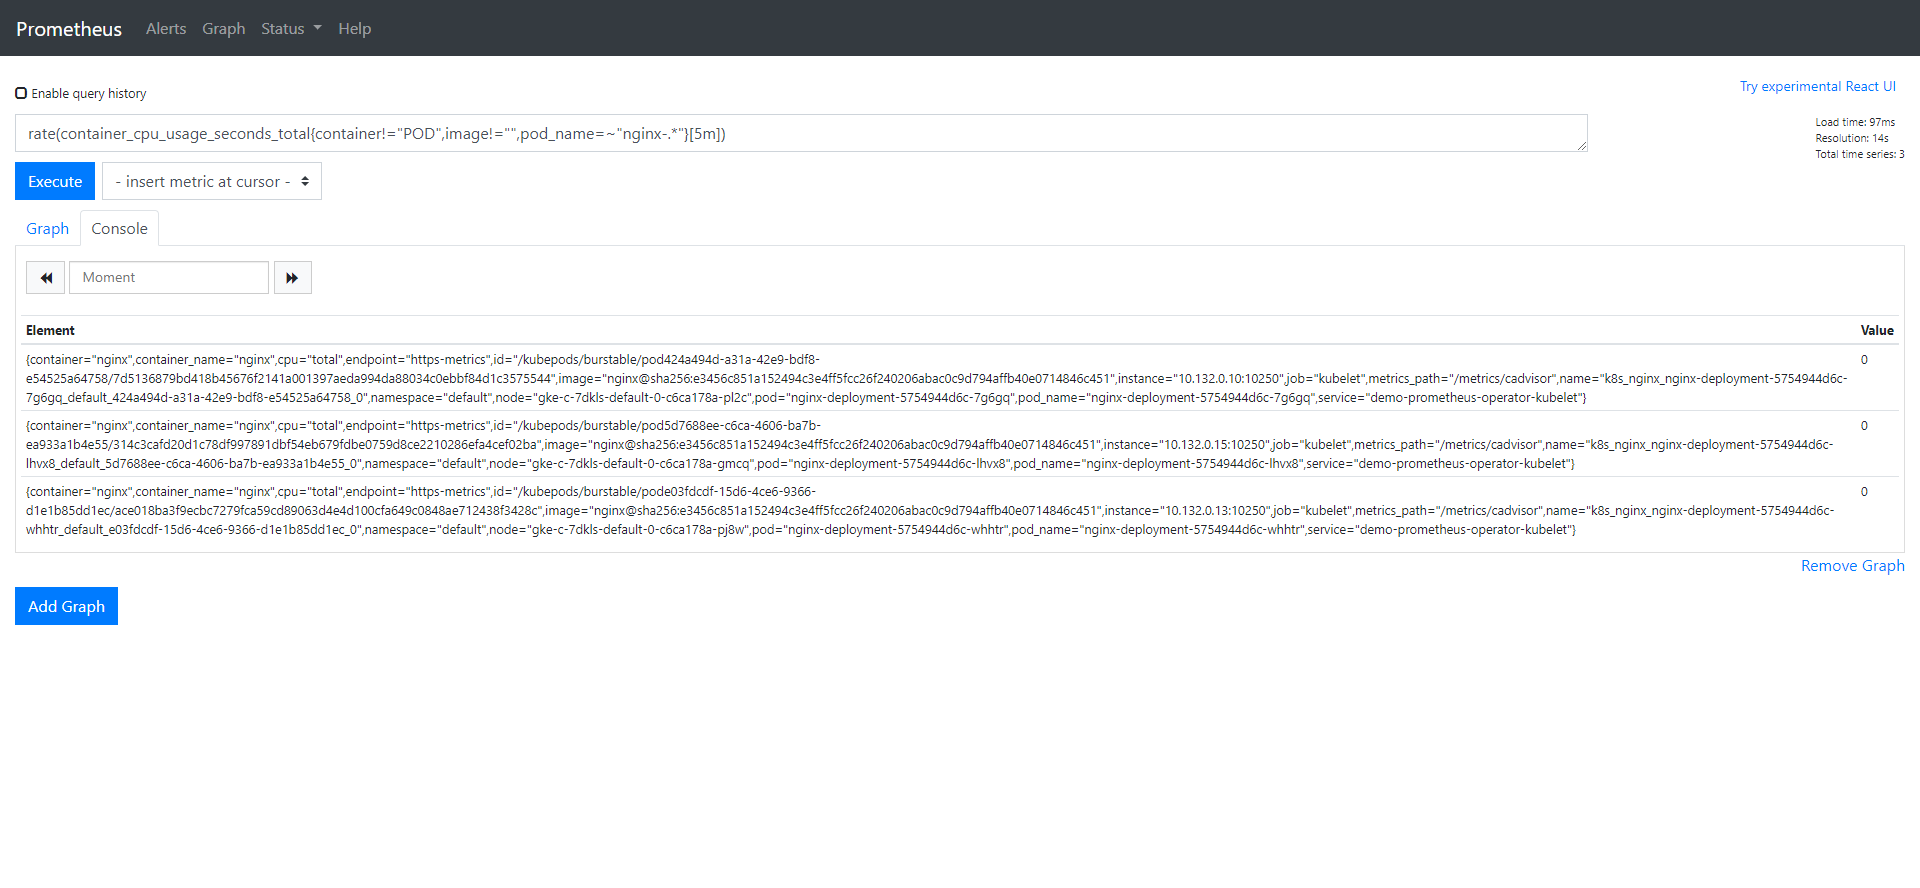 Prometheus Alerts Graph Status Help
Try experimental React UI
Enable query history
rate(container_cpu_usage_seconds_total{container!="POD",image!="",pod_name=~"nginx-.*"}[5m])
Load time: 97ms
Resolution: 14s
Total time series: 3
Execute - insert metric at cursor -
Graph Console
Moment
Element Value
{container="nginx",container_name="nginx",cpu="total",endpoint="https-metrics",id="/kubepods/burstable/pod424a494d-a31a-42e9-bdf8- 0
e54525a64758/7d5136879bd418b45676f2141a001397aeda994da88034c0ebbf84d1c3575544",image="nginx@sha256:e3456c851a152494c3e4ff5fcc26f240206abac0c9d794affb40e0714846c451",instance="10.132.0.10:10250",job="kubelet",metrics_path="/metrics/cadvisor",name="k8s_nginx_nginx-deployment-5754944d6c-
7g6gq_default_424a494d-a31a-42e9-bdf8-e54525a64758_0",namespace="default",node="gke-c-7dkls-default-0-c6ca178a-pl2c",pod="nginx-deployment-5754944d6c-7g6gq",pod_name="nginx-deployment-5754944d6c-7g6gq",service="demo-prometheus-operator-kubelet"}
{container="nginx",container_name="nginx",cpu="total",endpoint="https-metrics",id="/kubepods/burstable/pod5d7688ee-c6ca-4606-ba7b- 0
ea933a1b4e55/314c3cafd20d1c78df997891dbf54eb679fdbe0759d8ce2210286efa4cef02ba",image="nginx@sha256:e3456c851a152494c3e4ff5fcc26f240206abac0c9d794affb40e0714846c451",instance="10.132.0.15:10250",job="kubelet",metrics_path="/metrics/cadvisor",name="k8s_nginx_nginx-deployment-5754944d6c-
lhvx8_default_5d7688ee-c6ca-4606-ba7b-ea933a1b4e55_0",namespace="default",node="gke-c-7dkls-default-0-c6ca178a-gmcq",pod="nginx-deployment-5754944d6c-lhvx8",pod_name="nginx-deployment-5754944d6c-lhvx8",service="demo-prometheus-operator-kubelet"}
{container="nginx",container_name="nginx",cpu="total",endpoint="https-metrics",id="/kubepods/burstable/pode03fdcdf-15d6-4ce6-9366- 0
d1e1b85dd1ec/ace018ba3f9ecbc7279fca59cd89063d4e4d100cfa649c0848ae712438f3428c",image="nginx@sha256:e3456c851a152494c3e4ff5fcc26f240206abac0c9d794affb40e0714846c451",instance="10.132.0.13:10250",job="kubelet",metrics_path="/metrics/cadvisor",name="k8s_nginx_nginx-deployment-5754944d6c-
whhtr_default_e03fdcdf-15d6-4ce6-9366-d1e1b85dd1ec_0",namespace="default",node="gke-c-7dkls-default-0-c6ca178a-pj8w",pod="nginx-deployment-5754944d6c-whhtr",pod_name="nginx-deployment-5754944d6c-whhtr",service="demo-prometheus-operator-kubelet"}
Remove Graph
Add Graph